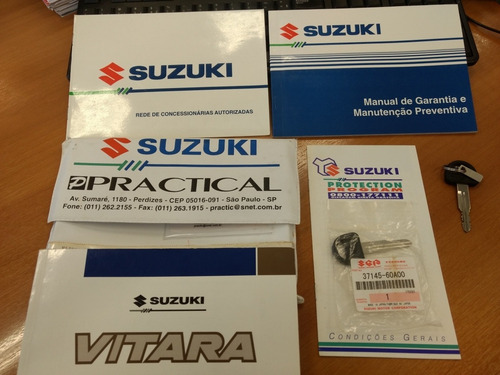 SUZUKI
REDE DE CONCESSIONÁRIAS AUTORIZADAS
SUZUKI
Manual de Garantia e
Manutenção Preventiva
SUZUKI
PRACTICAL
Av. Sumaré, 1180 - Perdizes - CEP 05016-091 - São Paulo - SP
Fone: (011) 262.2155 - Fax: (011) 263.1915 - practic@snet.com.br
SUZUKI
VITARA
SUZUKI
PROTECTION
PROGRAM
37145-60A00
1
CONDIÇÕES GERAIS